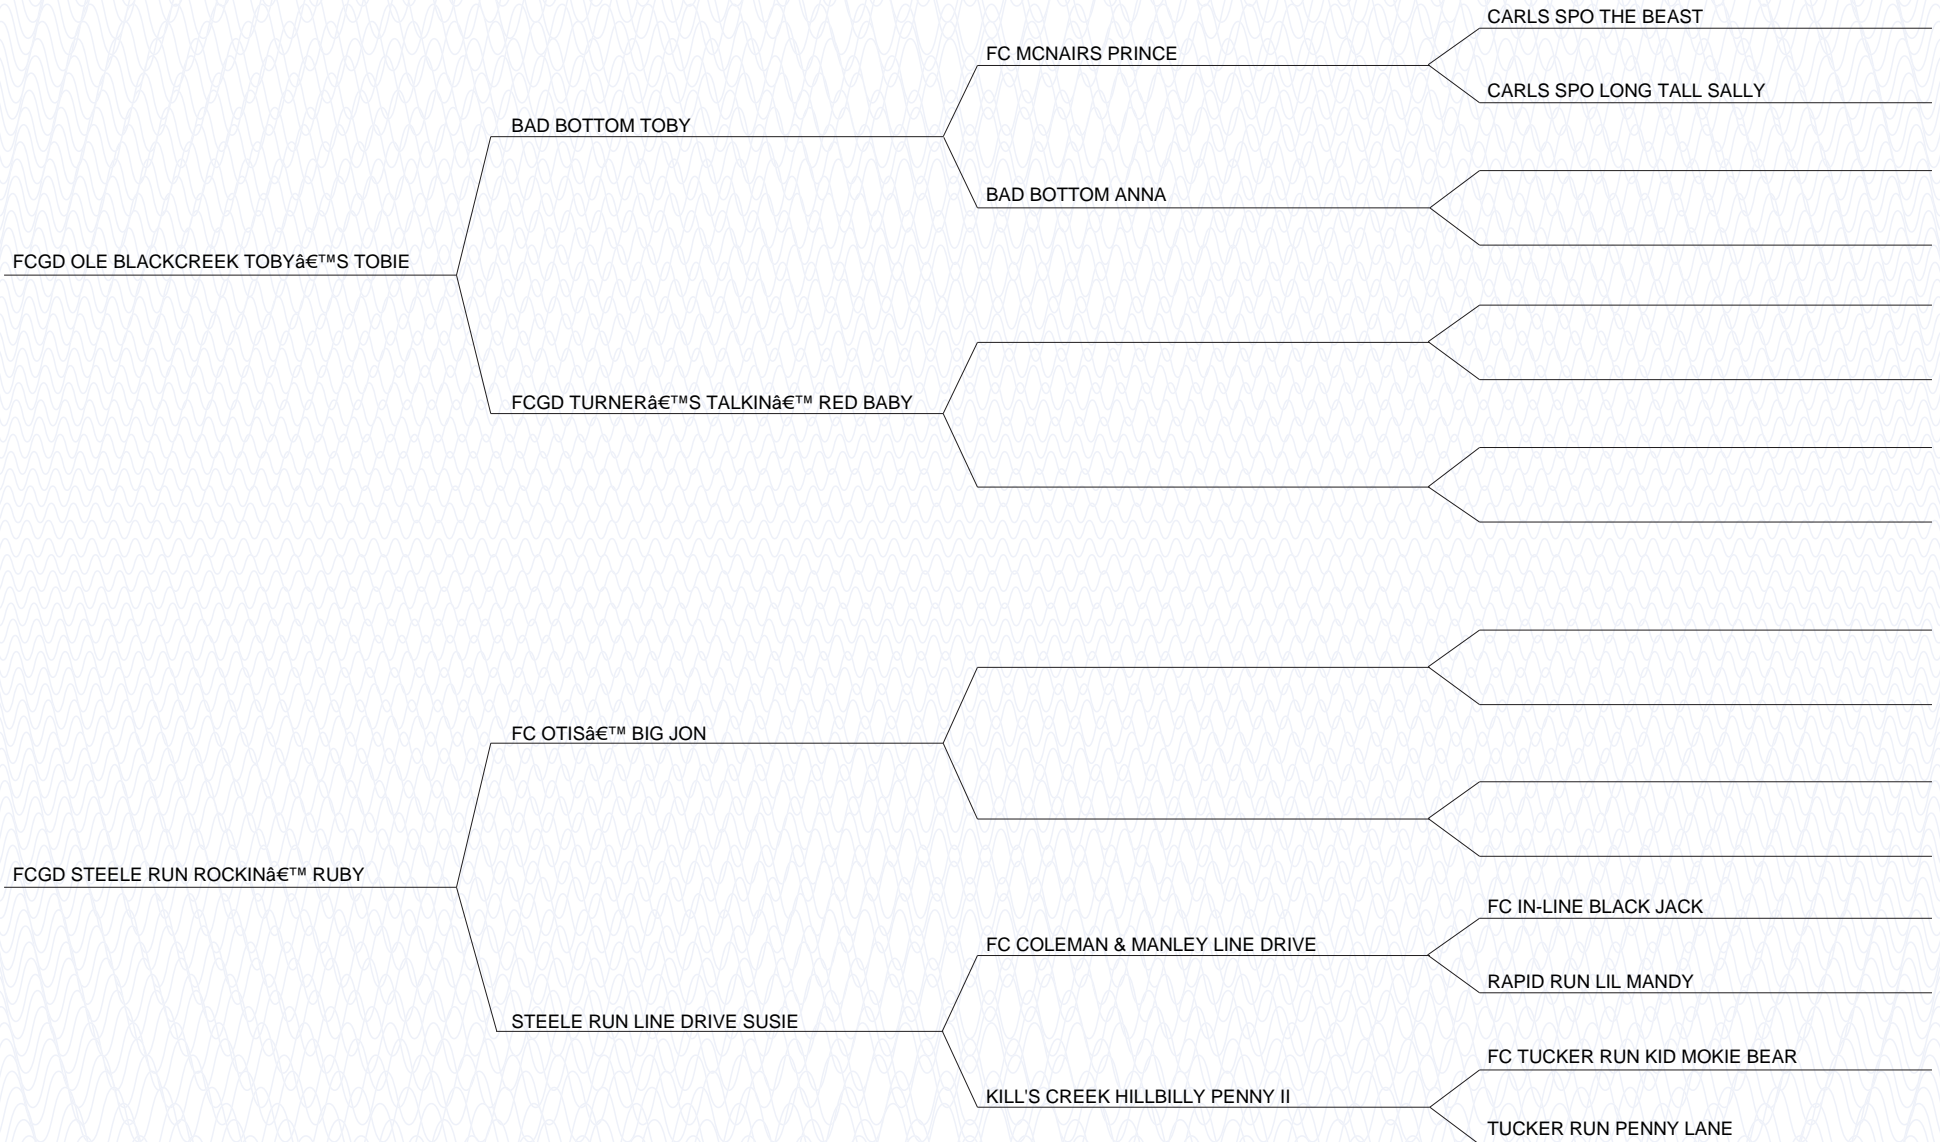 CARLS SPO THE BEAST
FC MCNAIRS PRINCE
CARLS SPO LONG TALL SALLY
BAD BOTTOM TOBY
BAD BOTTOM ANNA
FCGD OLE BLACKCREEK TOBYâ€™S TOBIE
FCGD TURNERâ€™S TALKINâ€™ RED BABY
FC OTISâ€™ BIG JON
FCGD STEELE RUN ROCKINâ€™ RUBY
FC IN-LINE BLACK JACK
FC COLEMAN & MANLEY LINE DRIVE
RAPID RUN LIL MANDY
STEELE RUN LINE DRIVE SUSIE
FC TUCKER RUN KID MOKIE BEAR
KILL'S CREEK HILLBILLY PENNY II
TUCKER RUN PENNY LANE